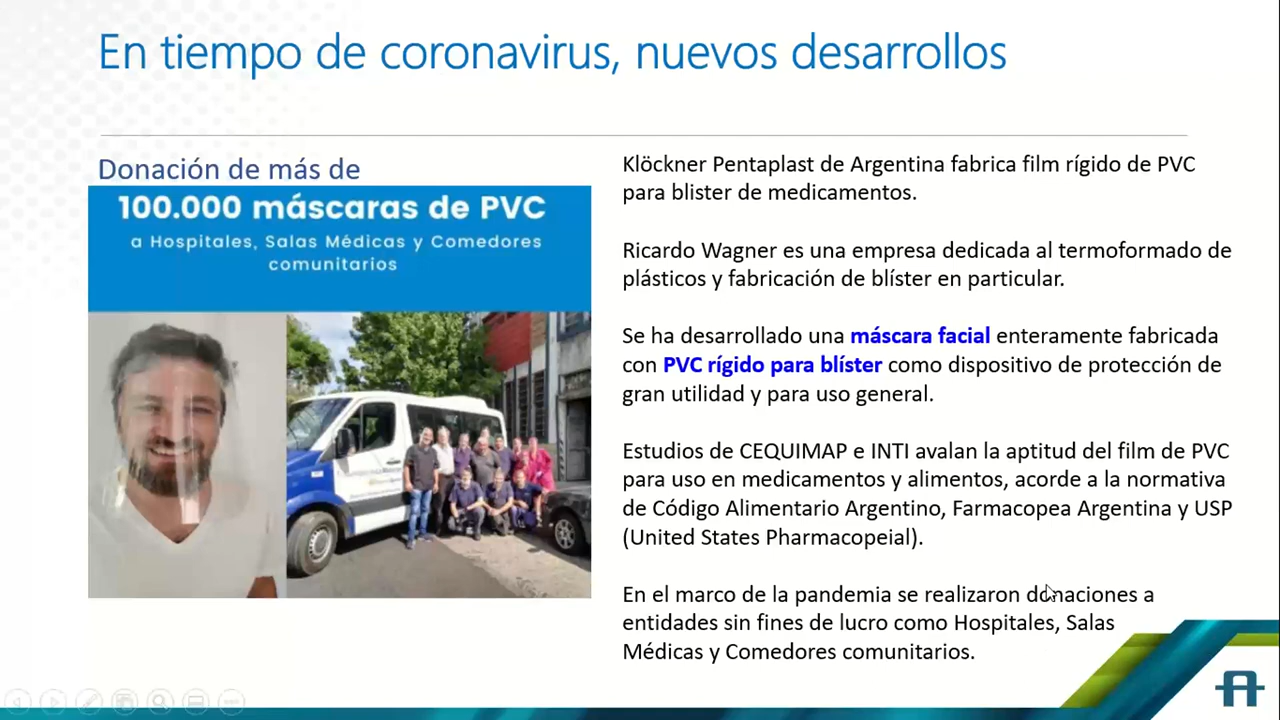 En tiempo de coronavirus, nuevos desarrollos
Donación de más de
100.000 máscaras de PVC
a Hospitales, Salas Médicas y Comedores
comunitarios
Klöckner Pentaplast de Argentina fabrica film rígido de PVC
para blister de medicamentos.
Ricardo Wagner es una empresa dedicada al termoformado de
plásticos y fabricación de blíster en particular.
Se ha desarrollado una máscara facial enteramente fabricada
con PVC rígido para blíster como dispositivo de protección de
gran utilidad y para uso general.
Estudios de CEQUIMAP e INTI avalan la aptitud del film de PVC
para uso en medicamentos y alimentos, acorde a la normativa
de Código Alimentario Argentino, Farmacopea Argentina y USP
(United States Pharmacopeial).
En el marco de la pandemia se realizaron donaciones a
entidades sin fines de lucro como Hospitales, Salas
Médicas y Comedores comunitarios.